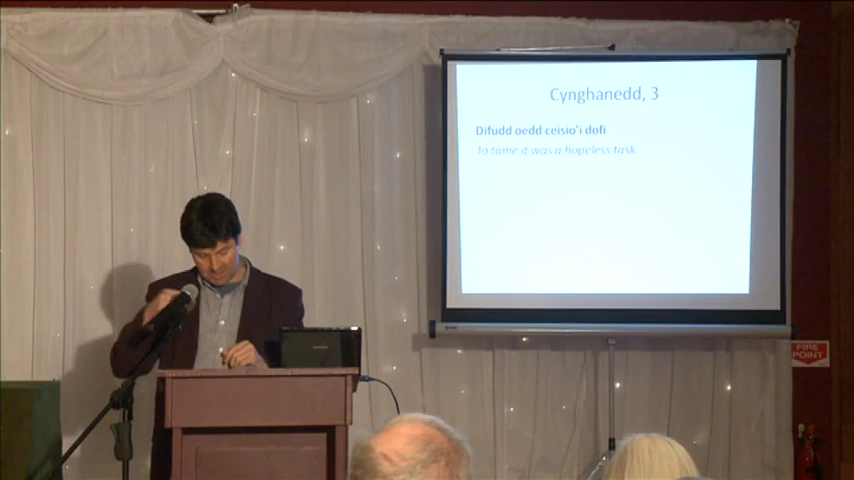 Cynghanedd, 3
Difudd oedd ceisio'i dofi
To tame it was a hopeless task
FIRE
POINT